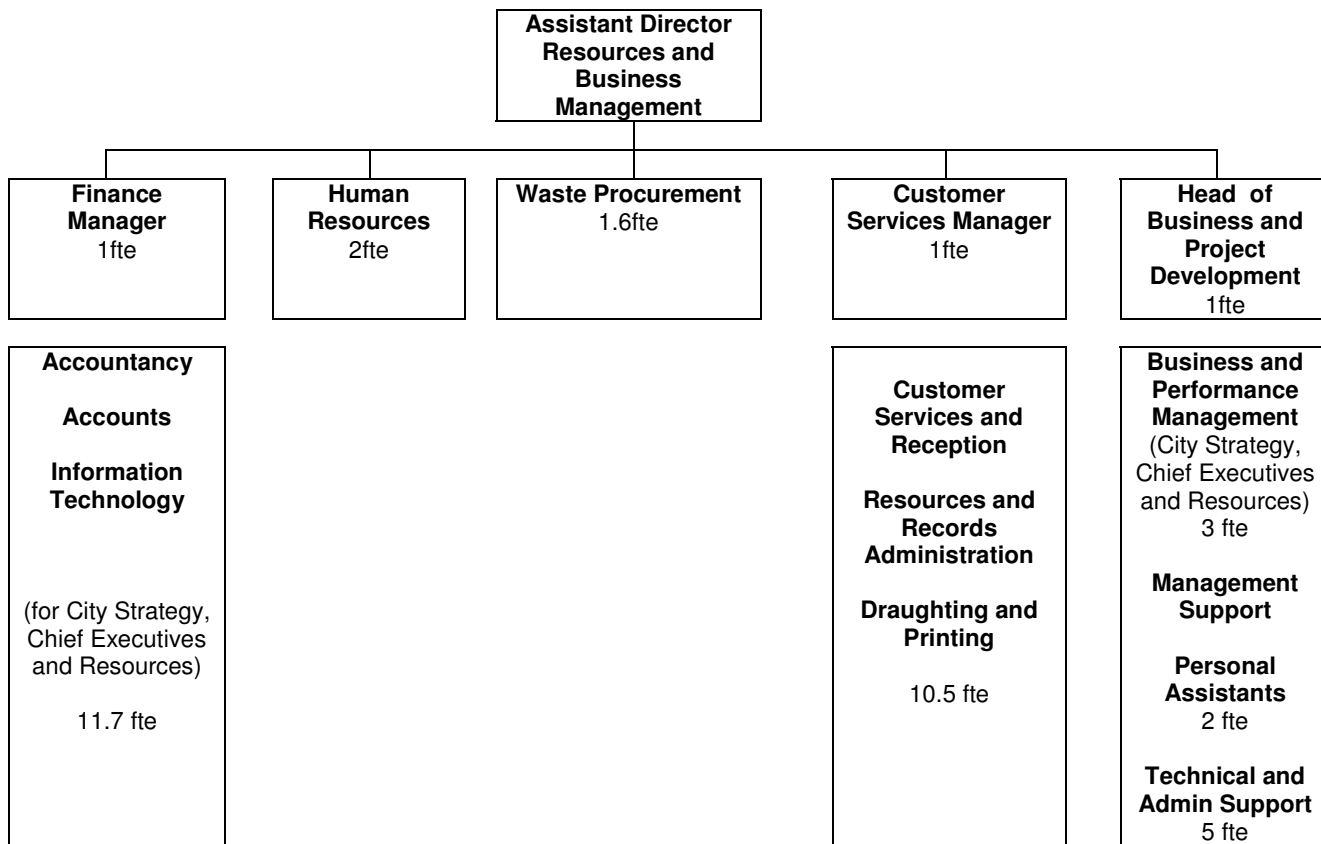 Assistant Director
Resources and
Business
Management
Finance
Manager
1fte
Human
Resources
2fte
Waste Procurement
1.6fte
Customer
Services Manager
1fte
Head of
Business and
Project
Development
1fte
Accountancy
Accounts
Information
Technology
(for City Strategy,
Chief Executives
and Resources)
11.7 fte
Customer
Services and
Reception
Resources and
Records
Administration
Draughting and
Printing
10.5 fte
Business and
Performance
Management
(City Strategy,
Chief Executives
and Resources)
3 fte
Management
Support
Personal
Assistants
2 fte
Technical and
Admin Support
5 fte